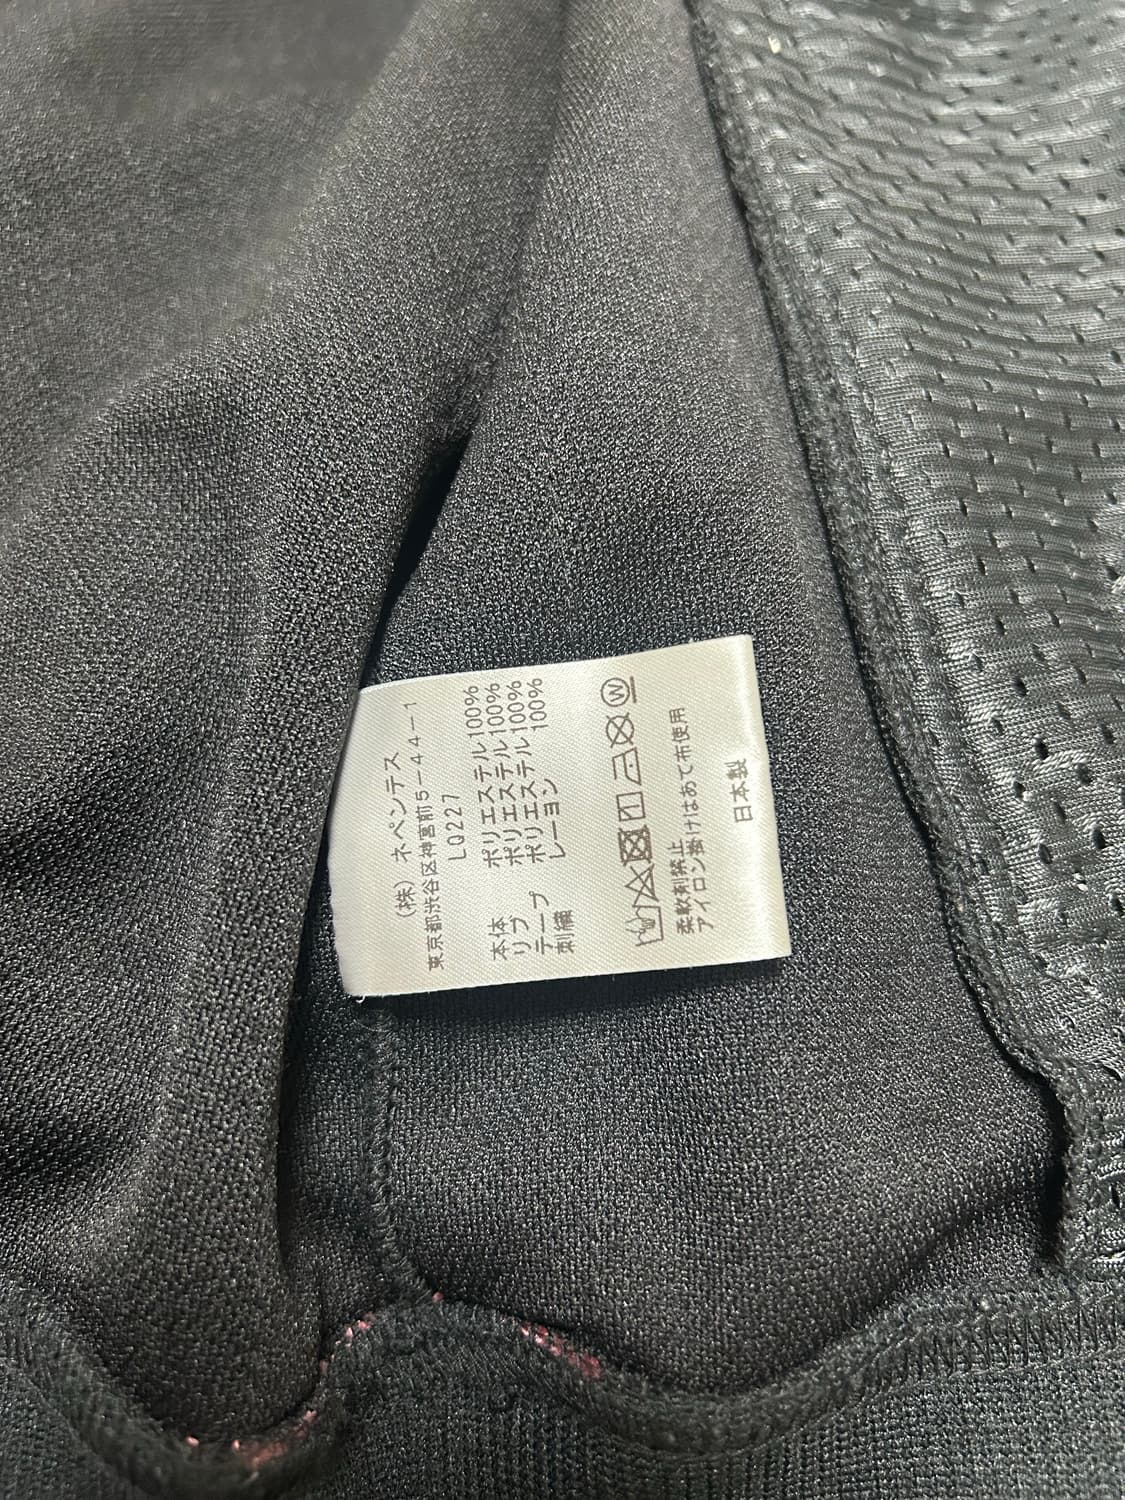 (株) ネペンテス
東京都渋谷区神宮前5-44-1
LQ227
本体 ポリエステル100%
リブ ポリエステル100%
テープ ポリエステル100%
刺繍 レーヨン 100%
W
柔軟剤禁止
アイロン掛けはあて布使用
日本製